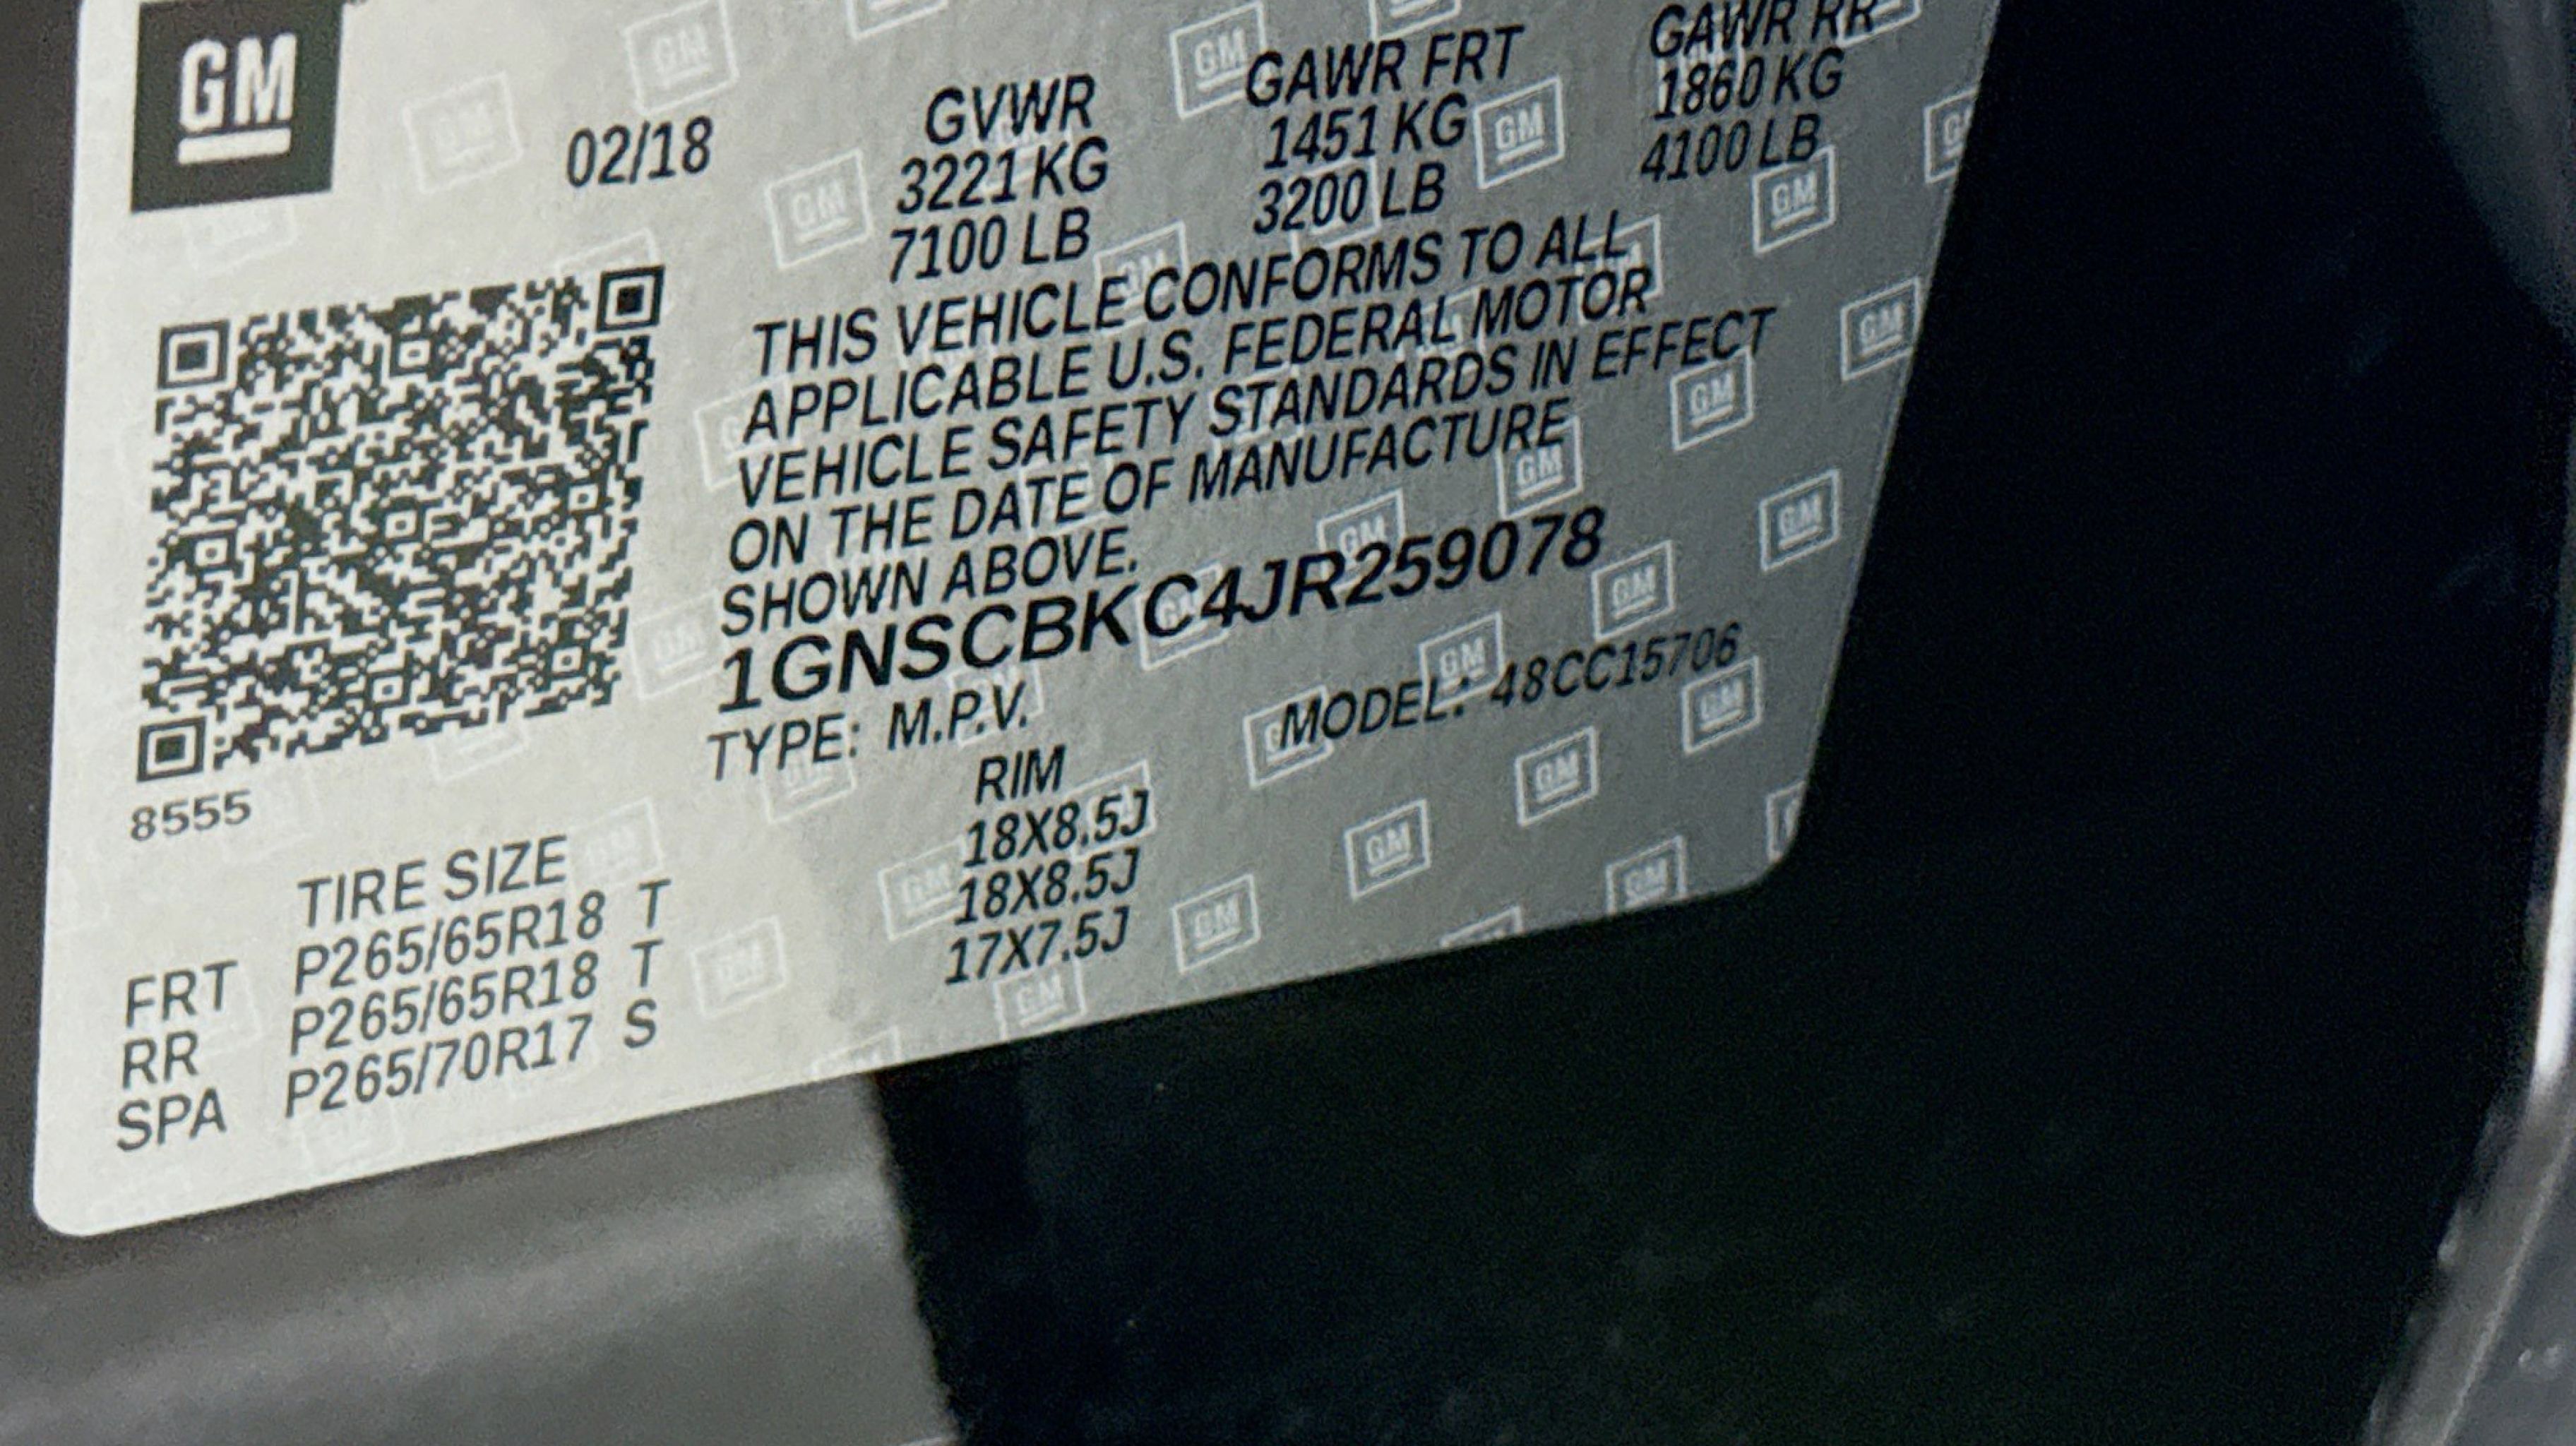 GM
02/18
GVWR GAWR FRT GAWR RR
3221 KG 1451 KG 1860 KG
7100 LB 3200 LB 4100 LB
THIS VEHICLE CONFORMS TO ALL
APPLICABLE U.S. FEDERAL MOTOR
VEHICLE SAFETY STANDARDS IN EFFECT
ON THE DATE OF MANUFACTURE
SHOWN ABOVE.
1GNSCBKC4JR259078
TYPE: M.P.V. MODEL: 48CC15706
8555
TIRE SIZE RIM
FRT P265/65R18 T 18X8.5J
RR P265/65R18 T 18X8.5J
SPA P265/70R17 S 17X7.5J